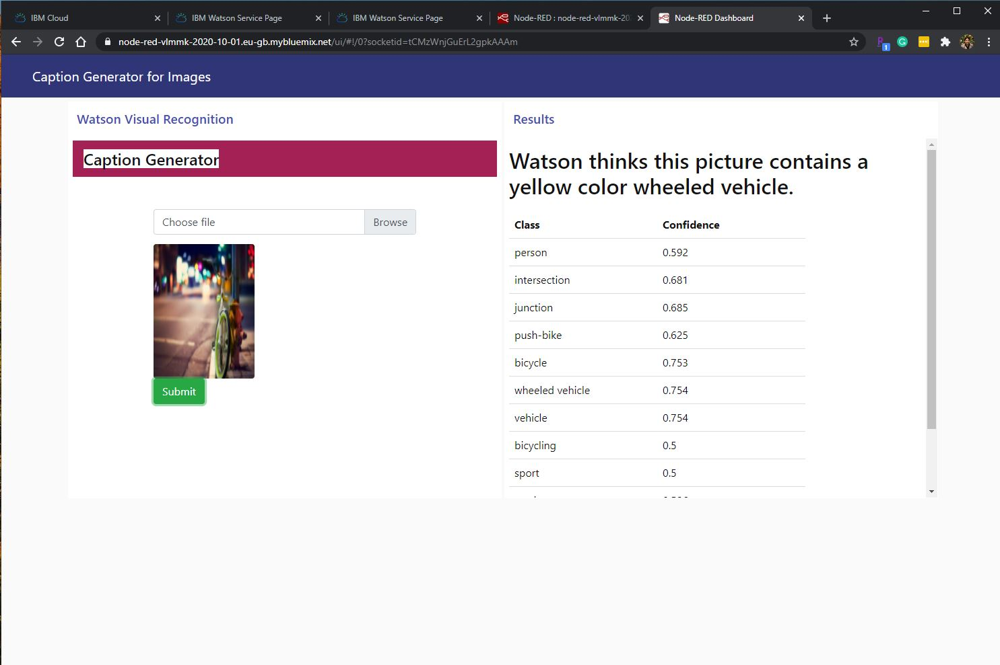 IBM Cloud
IBM Watson Service Page
IBM Watson Service Page
Node-RED : node-red-vlmmk-20
Node-RED Dashboard
node-red-vlmmk-2020-10-01.eu-gb.mybluemix.net/ui/#!/0?socketid=tCMzWnjGuErL2gpkAAAm
1
Caption Generator for Images
Watson Visual Recognition
Caption Generator
Choose file Browse
Submit
Results
Watson thinks this picture contains a
yellow color wheeled vehicle.
Class Confidence
person 0.592
intersection 0.681
junction 0.685
push-bike 0.625
bicycle 0.753
wheeled vehicle 0.754
vehicle 0.754
bicycling 0.5
sport 0.5